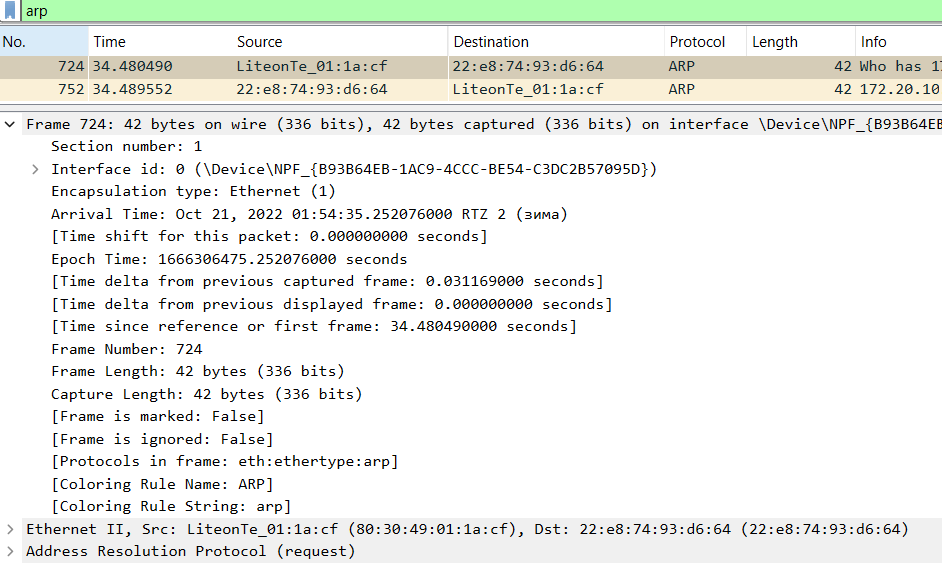 arp
No. Time Source Destination Protocol Length Info
724 34.480490 LiteonTe_01:1a:cf 22:e8:74:93:d6:64 ARP 42 Who has
752 34.489552 22:e8:74:93:d6:64 LiteonTe_01:1a:cf ARP 42 172.20.10
Frame 724: 42 bytes on wire (336 bits), 42 bytes captured (336 bits) on interface \Device\NPF_{B93B64EB
Section number: 1
Interface id: 0 (\Device\NPF_{B93B64EB-1AC9-4CCC-BE54-C3DC2B57095D})
Encapsulation type: Ethernet (1)
Arrival Time: Oct 21, 2022 01:54:35.252076000 RTZ 2 (зима)
[Time shift for this packet: 0.000000000 seconds]
Epoch Time: 1666306475.252076000 seconds
[Time delta from previous captured frame: 0.031169000 seconds]
[Time delta from previous displayed frame: 0.000000000 seconds]
[Time since reference or first frame: 34.480490000 seconds]
Frame Number: 724
Frame Length: 42 bytes (336 bits)
Capture Length: 42 bytes (336 bits)
[Frame is marked: False]
[Frame is ignored: False]
[Protocols in frame: eth:ethertype:arp]
[Coloring Rule Name: ARP]
[Coloring Rule String: arp]
Ethernet II, Src: LiteonTe_01:1a:cf (80:30:49:01:1a:cf), Dst: 22:e8:74:93:d6:64 (22:e8:74:93:d6:64)
Address Resolution Protocol (request)